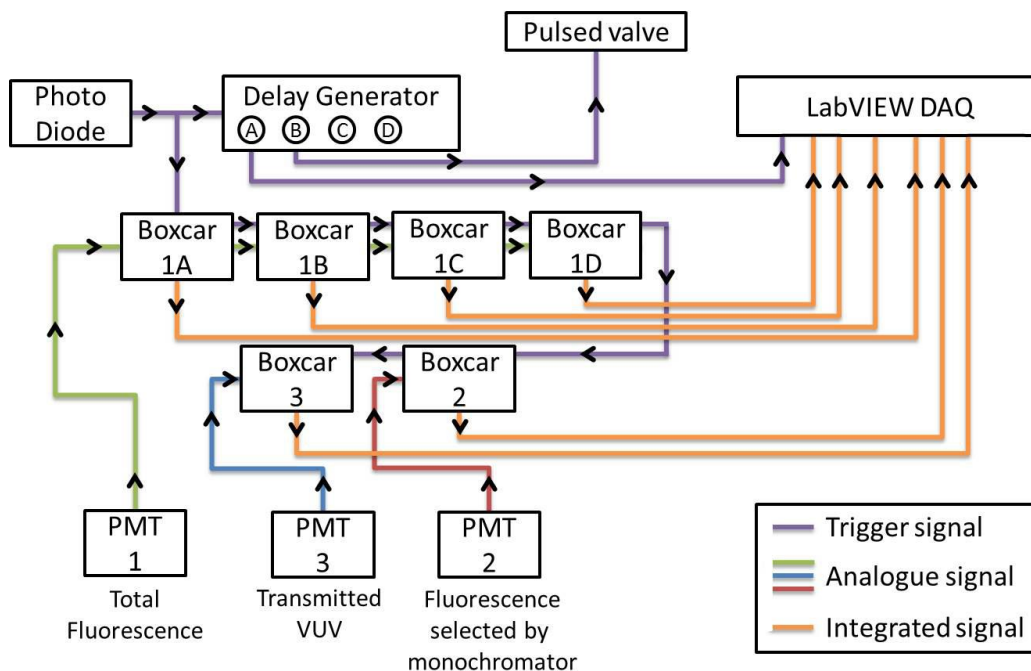 Pulsed valve
Photo
Diode
Delay Generator
A B C D
LabVIEW DAQ
Boxcar
1A
Boxcar
1B
Boxcar
1C
Boxcar
1D
Boxcar
3
Boxcar
2
PMT
1
PMT
3
PMT
2
Total
Fluorescence
Transmitted
VUV
Fluorescence
selected by
monochromator
Trigger signal
Analogue signal
Integrated signal